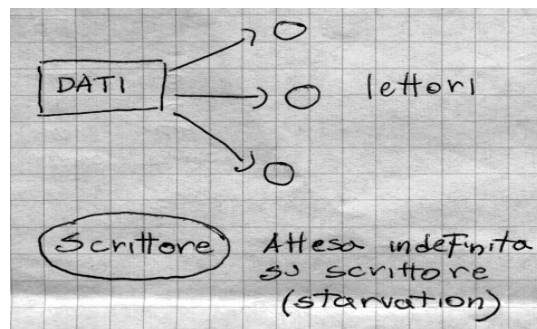 DATI
lettori
Scrittore
Attesa indefinita
su scrittore
(starvation)